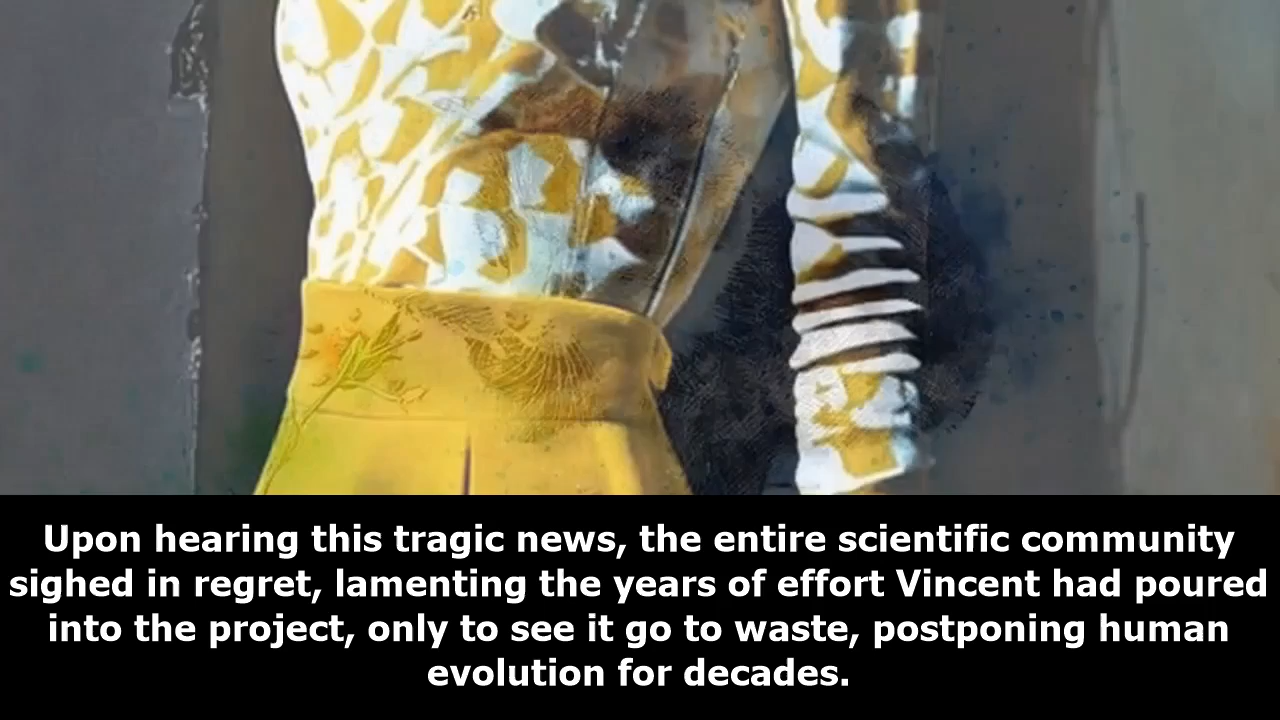 Upon hearing this tragic news, the entire scientific community
sighed in regret, lamenting the years of effort Vincent had poured
into the project, only to see it go to waste, postponing human
evolution for decades.